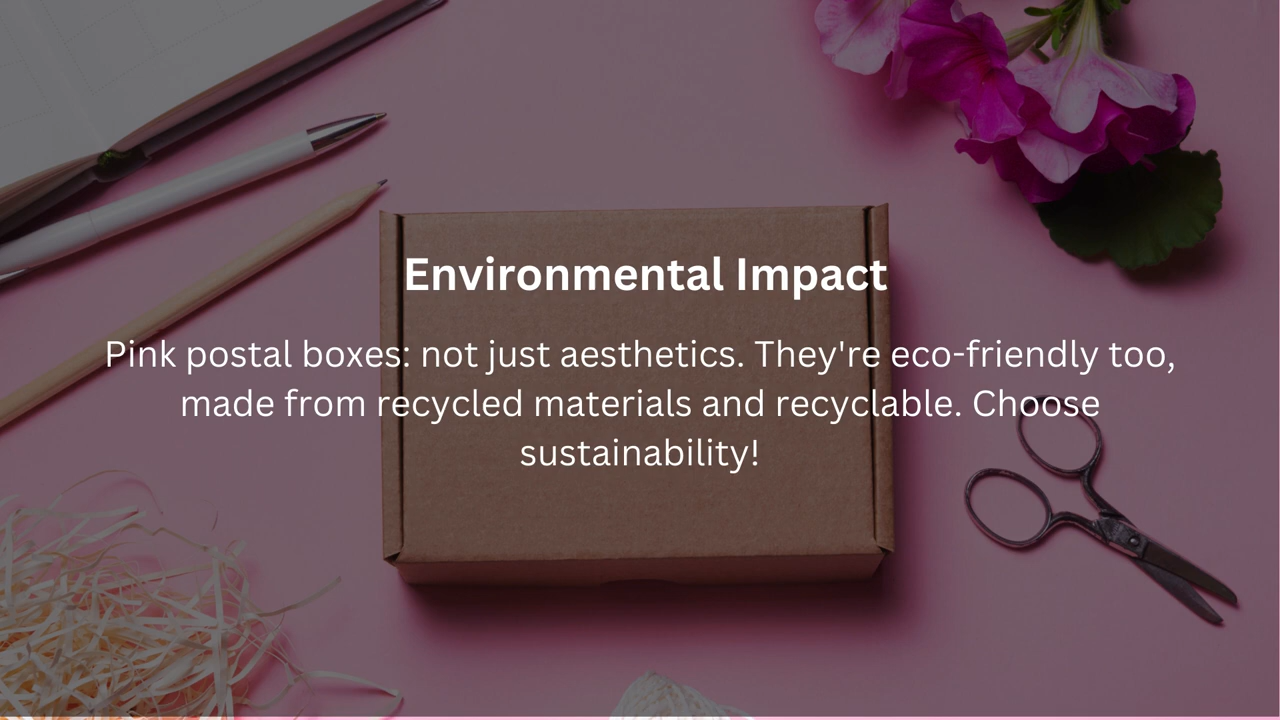 Environmental Impact
Pink postal boxes: not just aesthetics. They're eco-friendly too,
made from recycled materials and recyclable. Choose
sustainability!